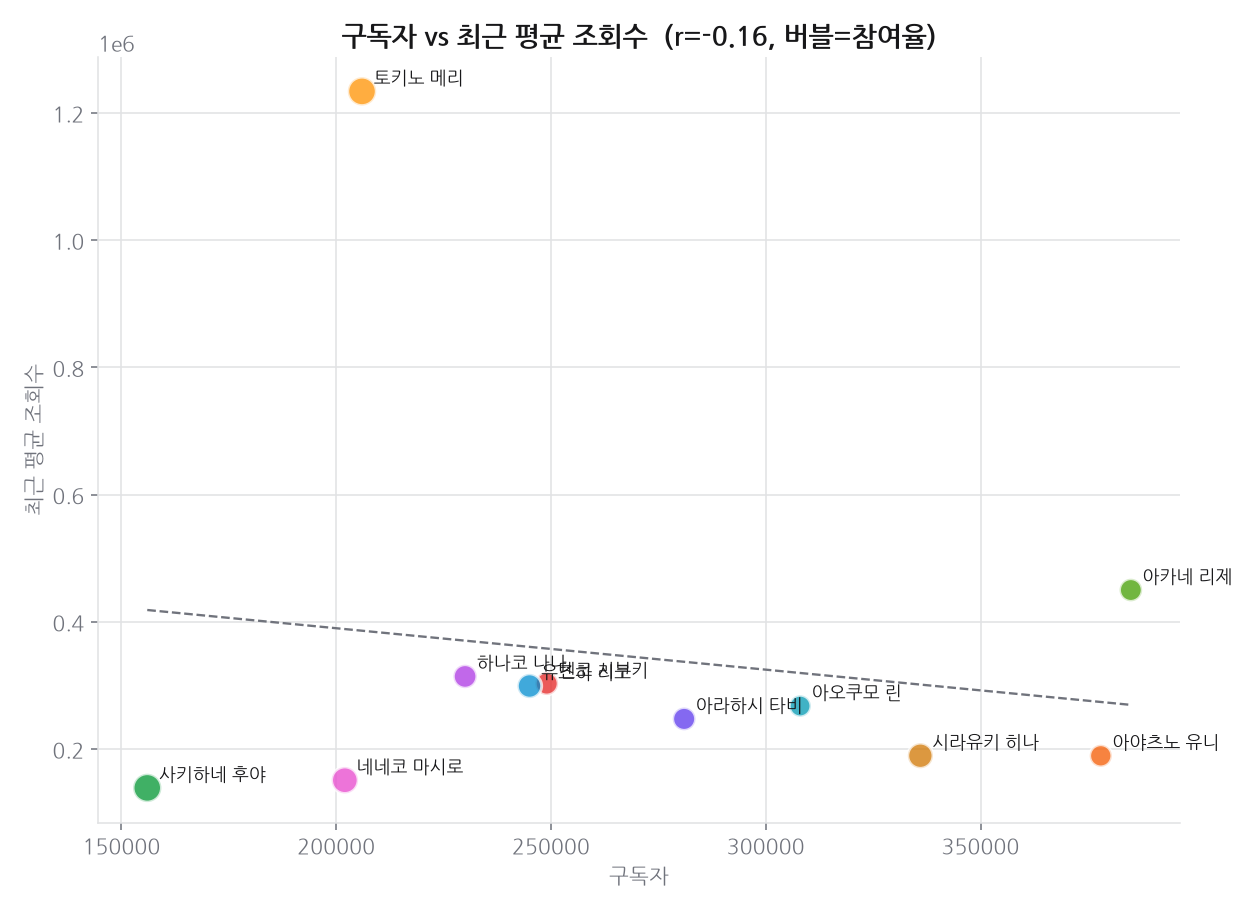 구독자 vs 최근 평균 조회수 (r=-0.16, 버블=참여율)
1e6
토키노 메리
1.2
1.0
0.8
최근 평균 조회수
0.6
아카네 리제
0.4
하나코 나나
아오쿠모 린
아라하시 타비
시라유키 히나
아야츠노 유니
0.2
네네코 마시로
사키하네 후야
150000
200000
250000
300000
350000
구독자